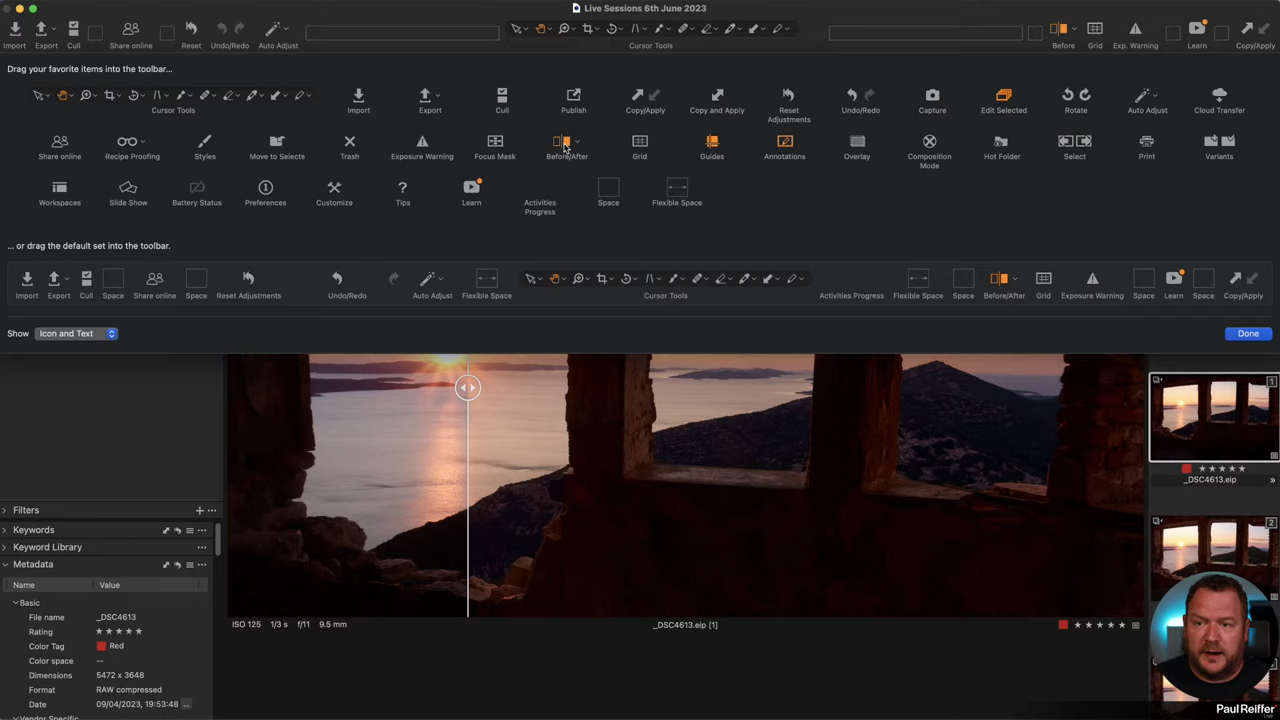 Live Sessions 6th June 2023
Import Export Cull Share online Reset Undo/Redo Auto Adjust Cursor Tools Before Grid Exp. Warning Learn Copy/Apply
Drag your favorite items into the toolbar...
Cursor Tools Import Export Cull Publish Copy/Apply Copy and Apply Reset Adjustments Undo/Redo Capture Edit Selected Rotate Auto Adjust Cloud Transfer
Share online Recipe Proofing Styles Move to Selects Trash Exposure Warning Focus Mask Before/After Grid Guides Annotations Overlay Composition Mode Hot Folder Select Print Variants
Workspaces Slide Show Battery Status Preferences Customize Tips Learn Activities Progress Space Flexible Space
... or drag the default set into the toolbar.
Import Export Cull Space Share online Space Reset Adjustments Undo/Redo Auto Adjust Flexible Space Cursor Tools Activities Progress Flexible Space Space Before/After Grid Exposure Warning Space Learn Space Copy/Apply
Show Icon and Text Done
1
_DSC4613.eip
2
Filters
Keywords
Keyword Library
Metadata
Name Value
Basic
File name _DSC4613
Rating
Color Tag Red
Color space --
Dimensions 5472 x 3648
Format RAW compressed
Date 09/04/2023, 19:53:48 ...
Vendor Specific
ISO 125 1/3 s f/11 9.5 mm _DSC4613.eip [1]
Paul Reiffer
Live